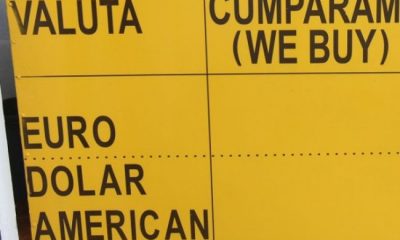 VALUTA CUMPARAM
(WE BUY)
EURO
DOLAR
AMERICAN